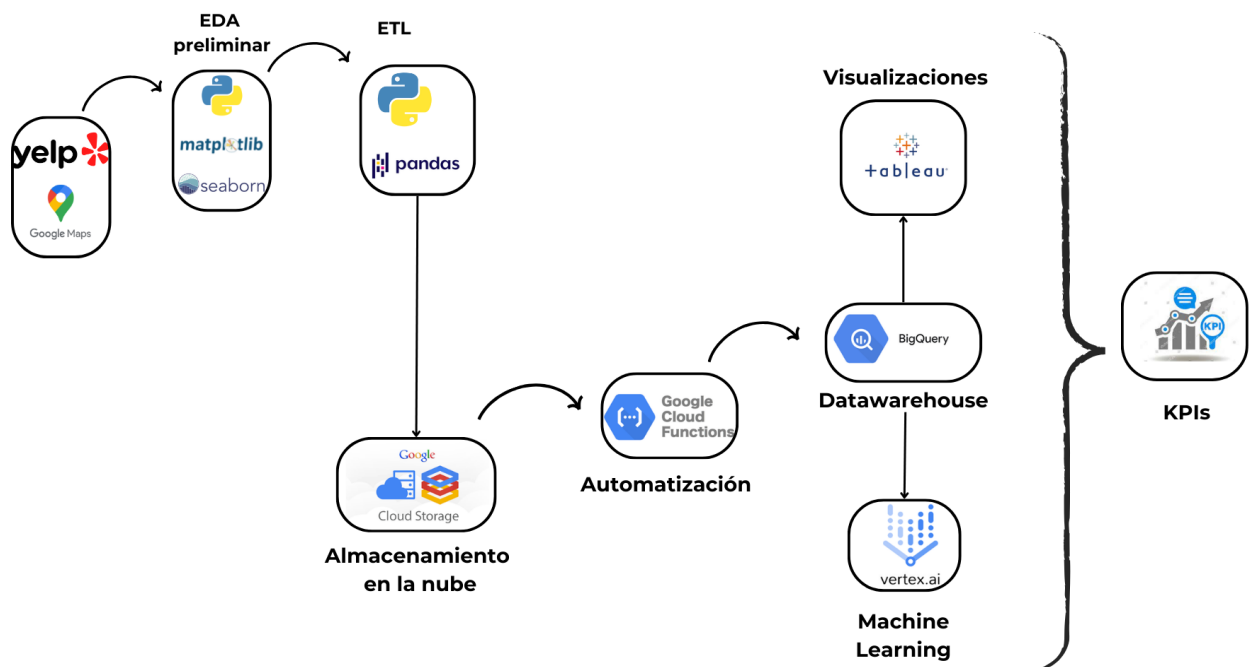 EDA
preliminar
ETL
yelp
Google Maps
matplotlib
seaborn
pandas
Google
Cloud Storage
Almacenamiento
en la nube
Google
Cloud
Functions
Automatización
Visualizaciones
+ableau
BigQuery
Datawarehouse
vertex.ai
Machine
Learning
KPI
KPIs